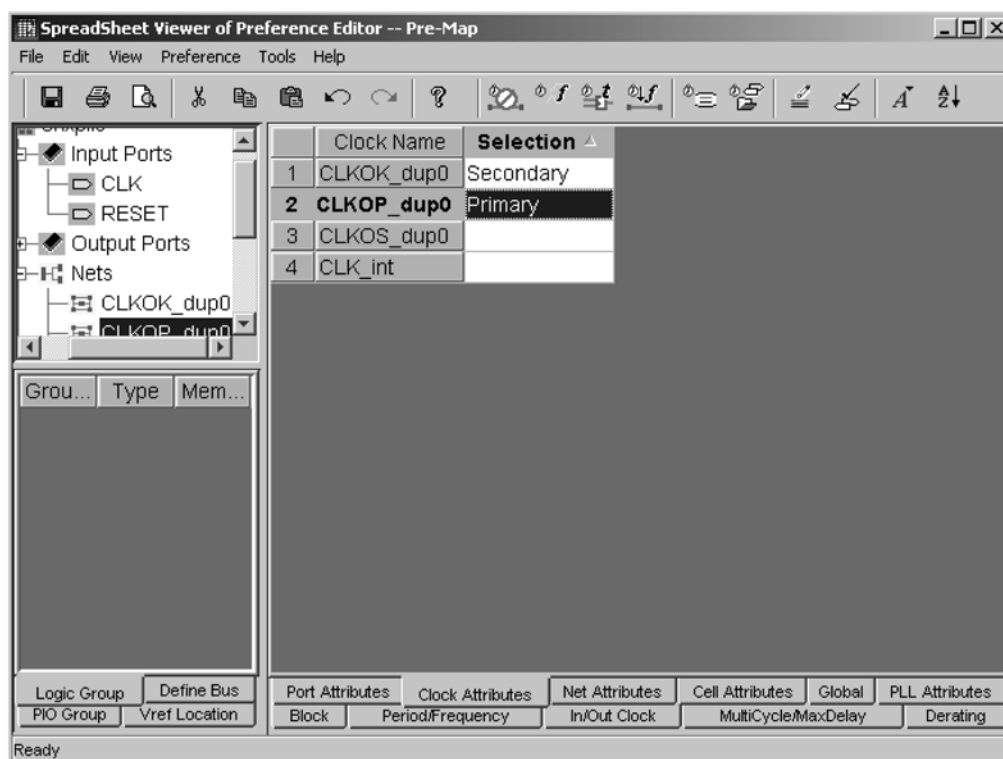 SpreadSheet Viewer of Preference Editor -- Pre-Map
File Edit View Preference Tools Help
Input Ports
CLK
RESET
Output Ports
Nets
CLKOK_dup0
CLKOP_dup0
Clock Name Selection
1 CLKOK_dup0 Secondary
2 CLKOP_dup0 Primary
3 CLKOS_dup0
4 CLK_int
Grou... Type Mem...
Logic Group Define Bus
PIO Group Vref Location
Port Attributes Clock Attributes Net Attributes Cell Attributes Global PLL Attributes
Block Period/Frequency In/Out Clock MultiCycle/MaxDelay Derating
Ready